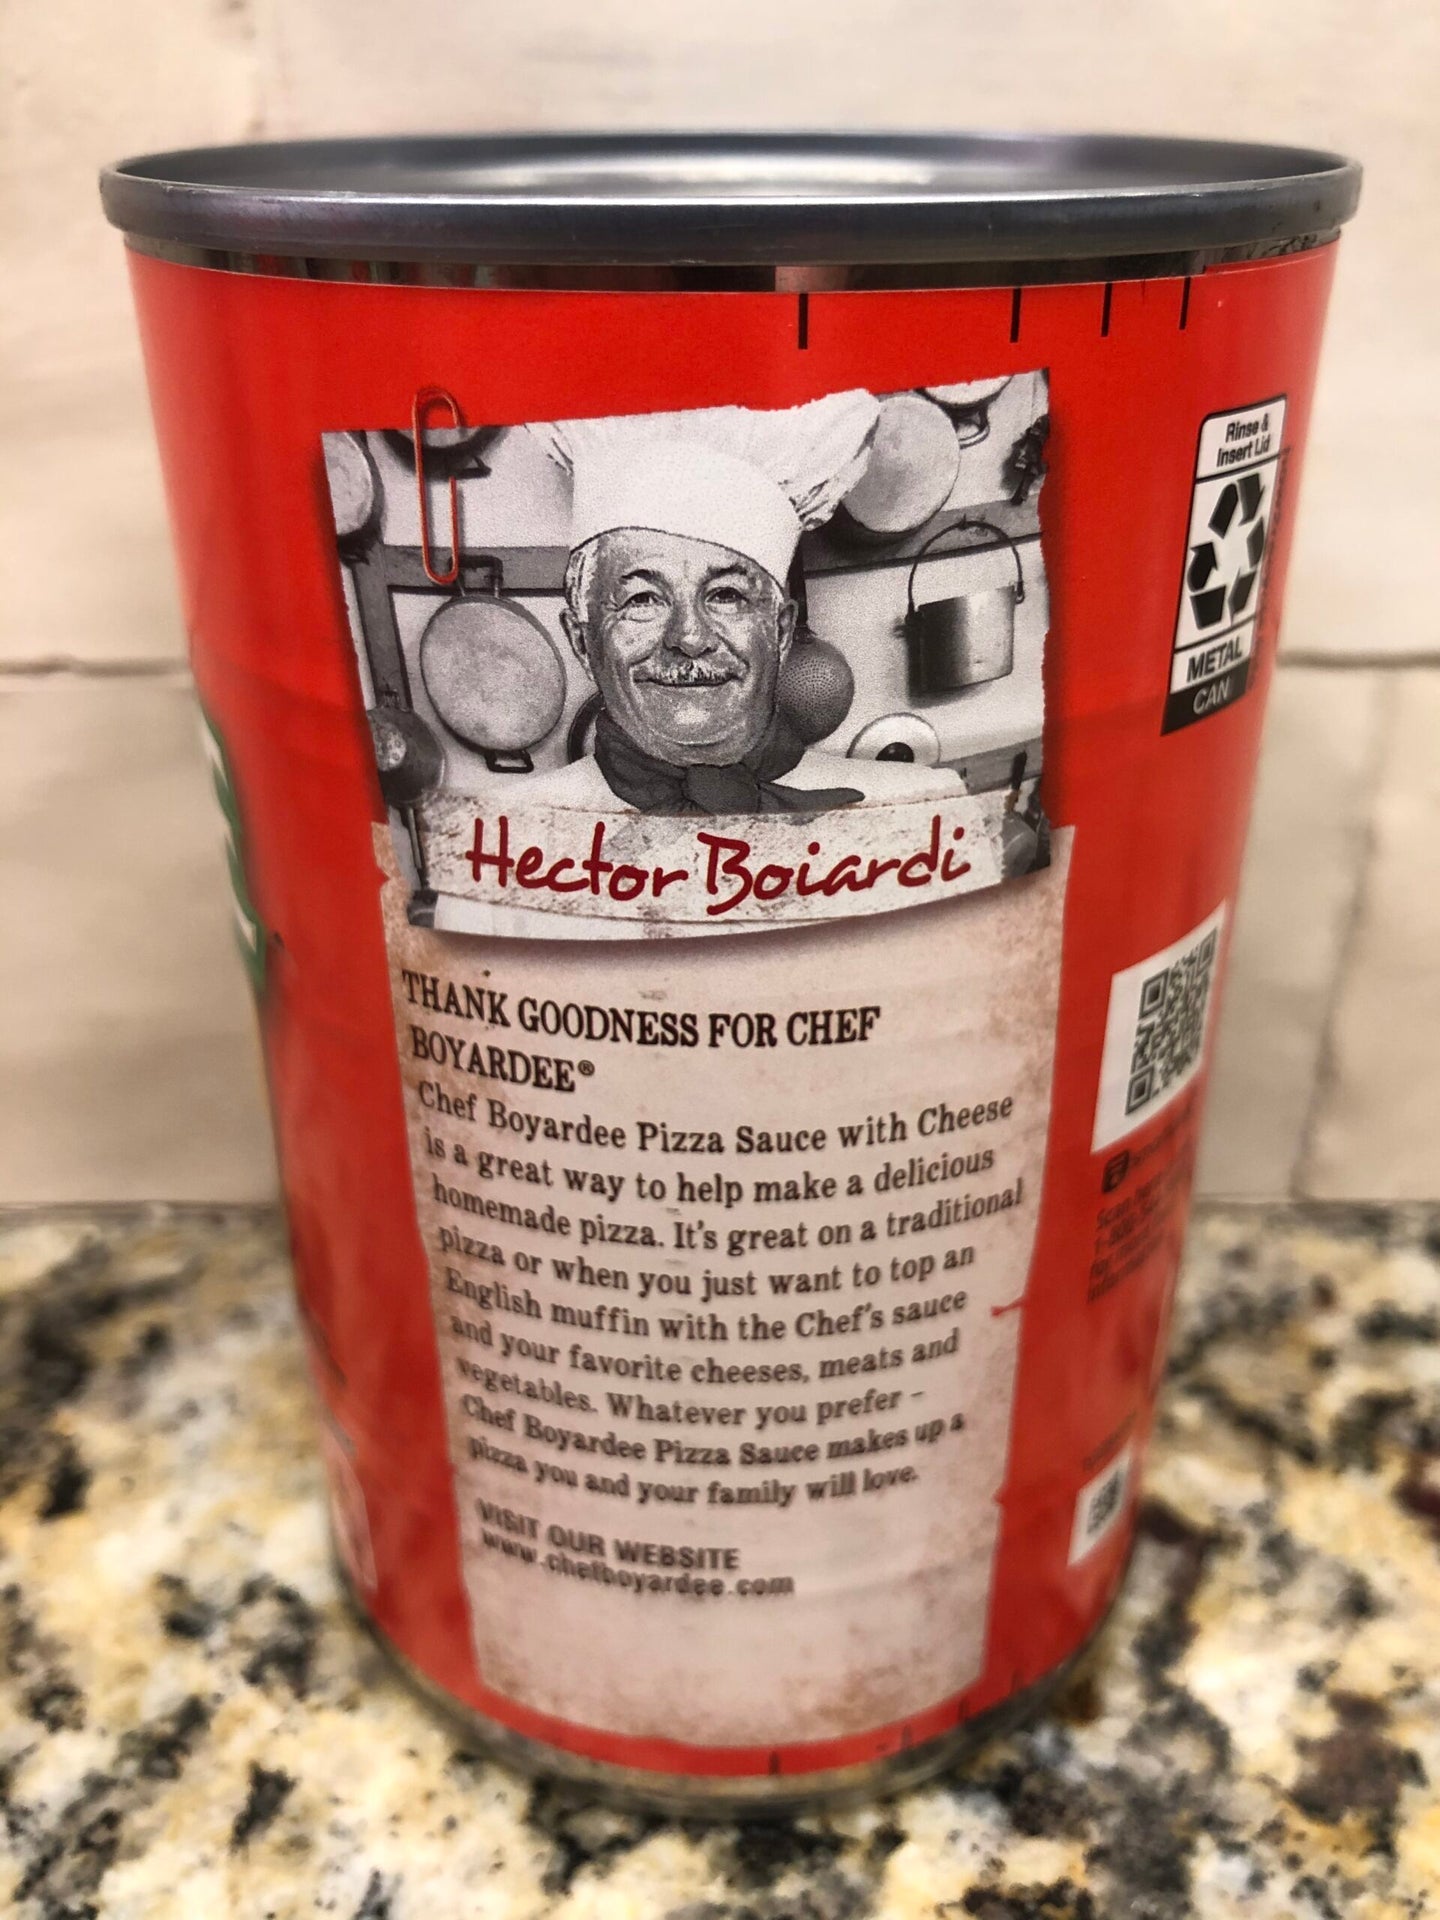 Rinse &
Insert Lid
METAL
CAN
Hector Boiardi
THANK GOODNESS FOR CHEF
BOYARDEE®
Chef Boyardee Pizza Sauce with Cheese
is a great way to help make a delicious
homemade pizza. It's great on a traditional
pizza or when you just want to top an
English muffin with the Chef's sauce
and your favorite cheeses, meats and
vegetables. Whatever you prefer -
Chef Boyardee Pizza Sauce makes up a
pizza you and your family will love.
VISIT OUR WEBSITE
www.chefboyardee.com